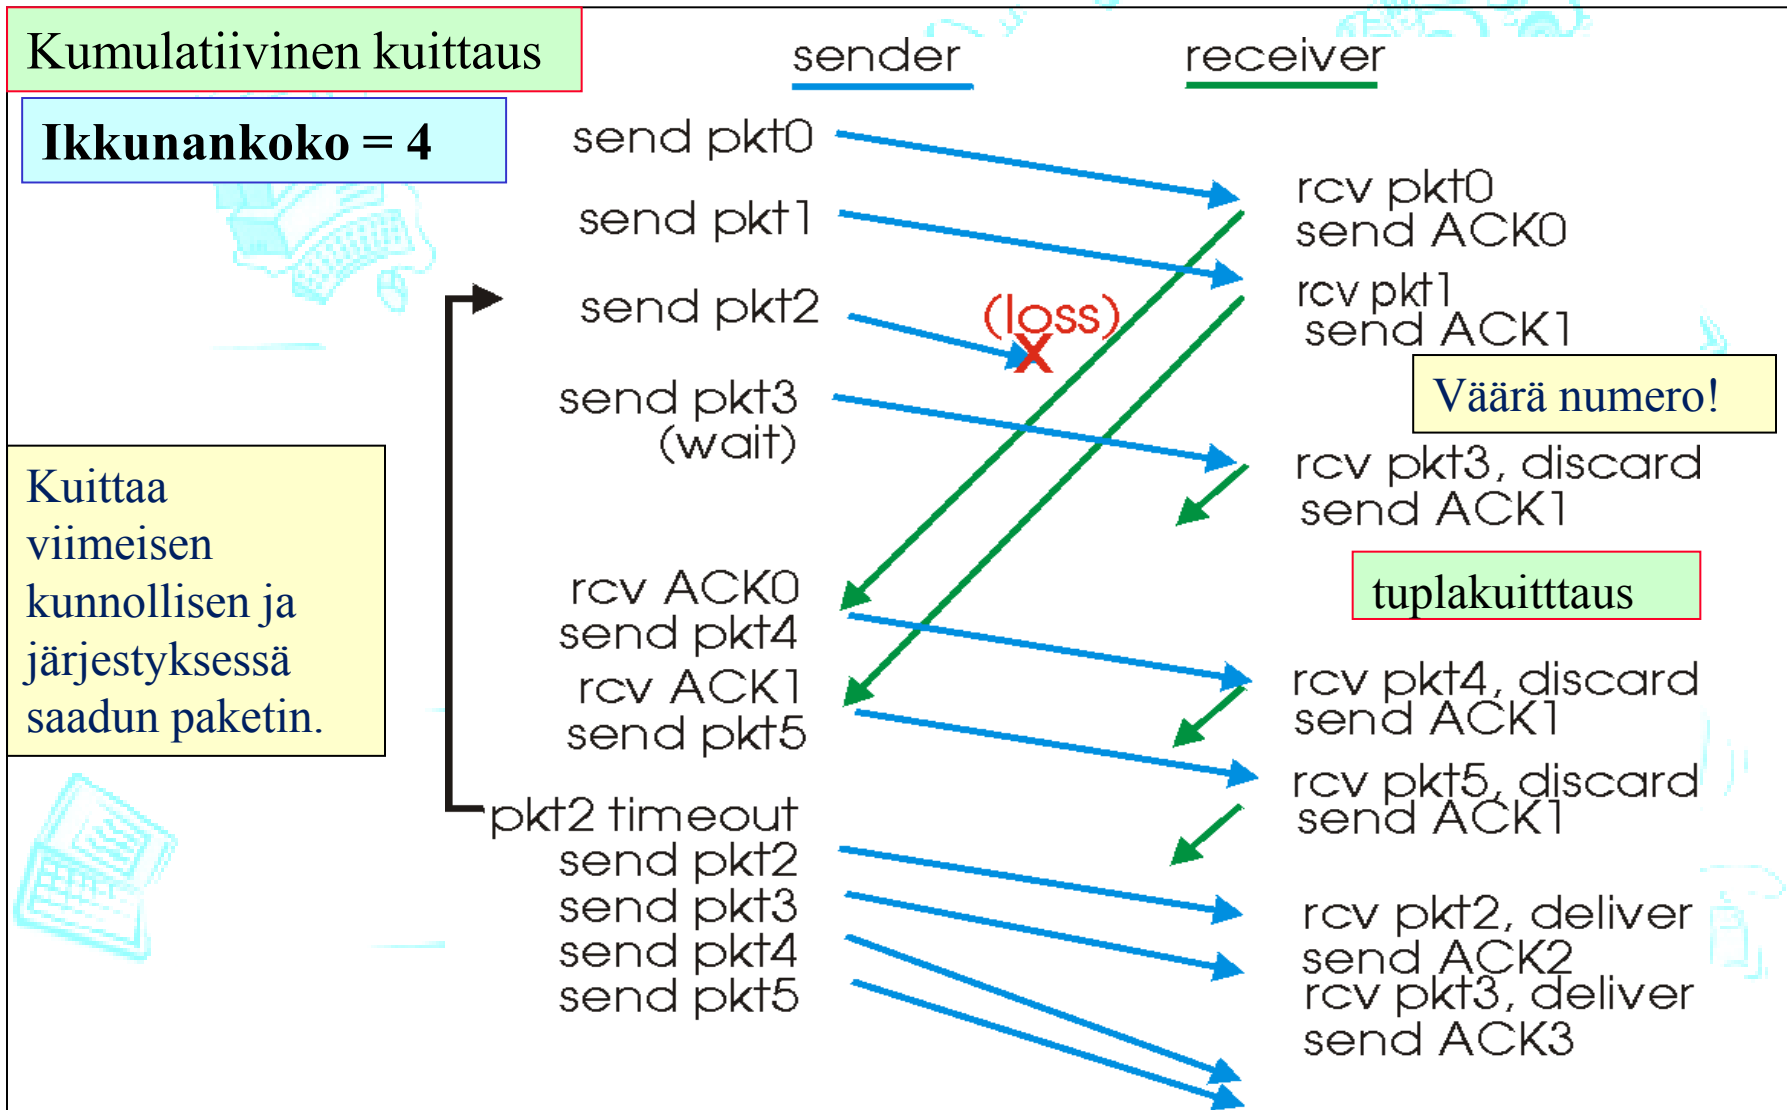 Kumulatiivinen kuittaus
Ikkunankoko = 4
sender
receiver
send pkt0
send pkt1
send pkt2
send pkt3
(wait)
(loss)
X
rcv pkt0
send ACK0
rcv pkt1
send ACK1
Väärä numero!
rcv pkt3, discard
send ACK1
tuplakuitttaus
Kuittaa
viimeisen
kunnollisen ja
järjestyksessä
saadun paketin.
rcv ACK0
send pkt4
rcv ACK1
send pkt5
rcv pkt4, discard
send ACK1
rcv pkt5, discard
send ACK1
pkt2 timeout
send pkt2
send pkt3
send pkt4
send pkt5
rcv pkt2, deliver
send ACK2
rcv pkt3, deliver
send ACK3